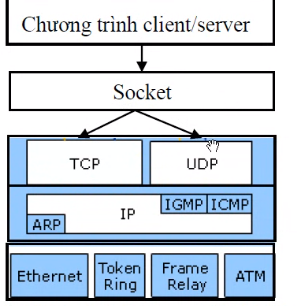 Chương trình client/server
Socket
TCP UDP
IGMP ICMP
IP
ARP
Ethernet Token Ring Frame Relay ATM